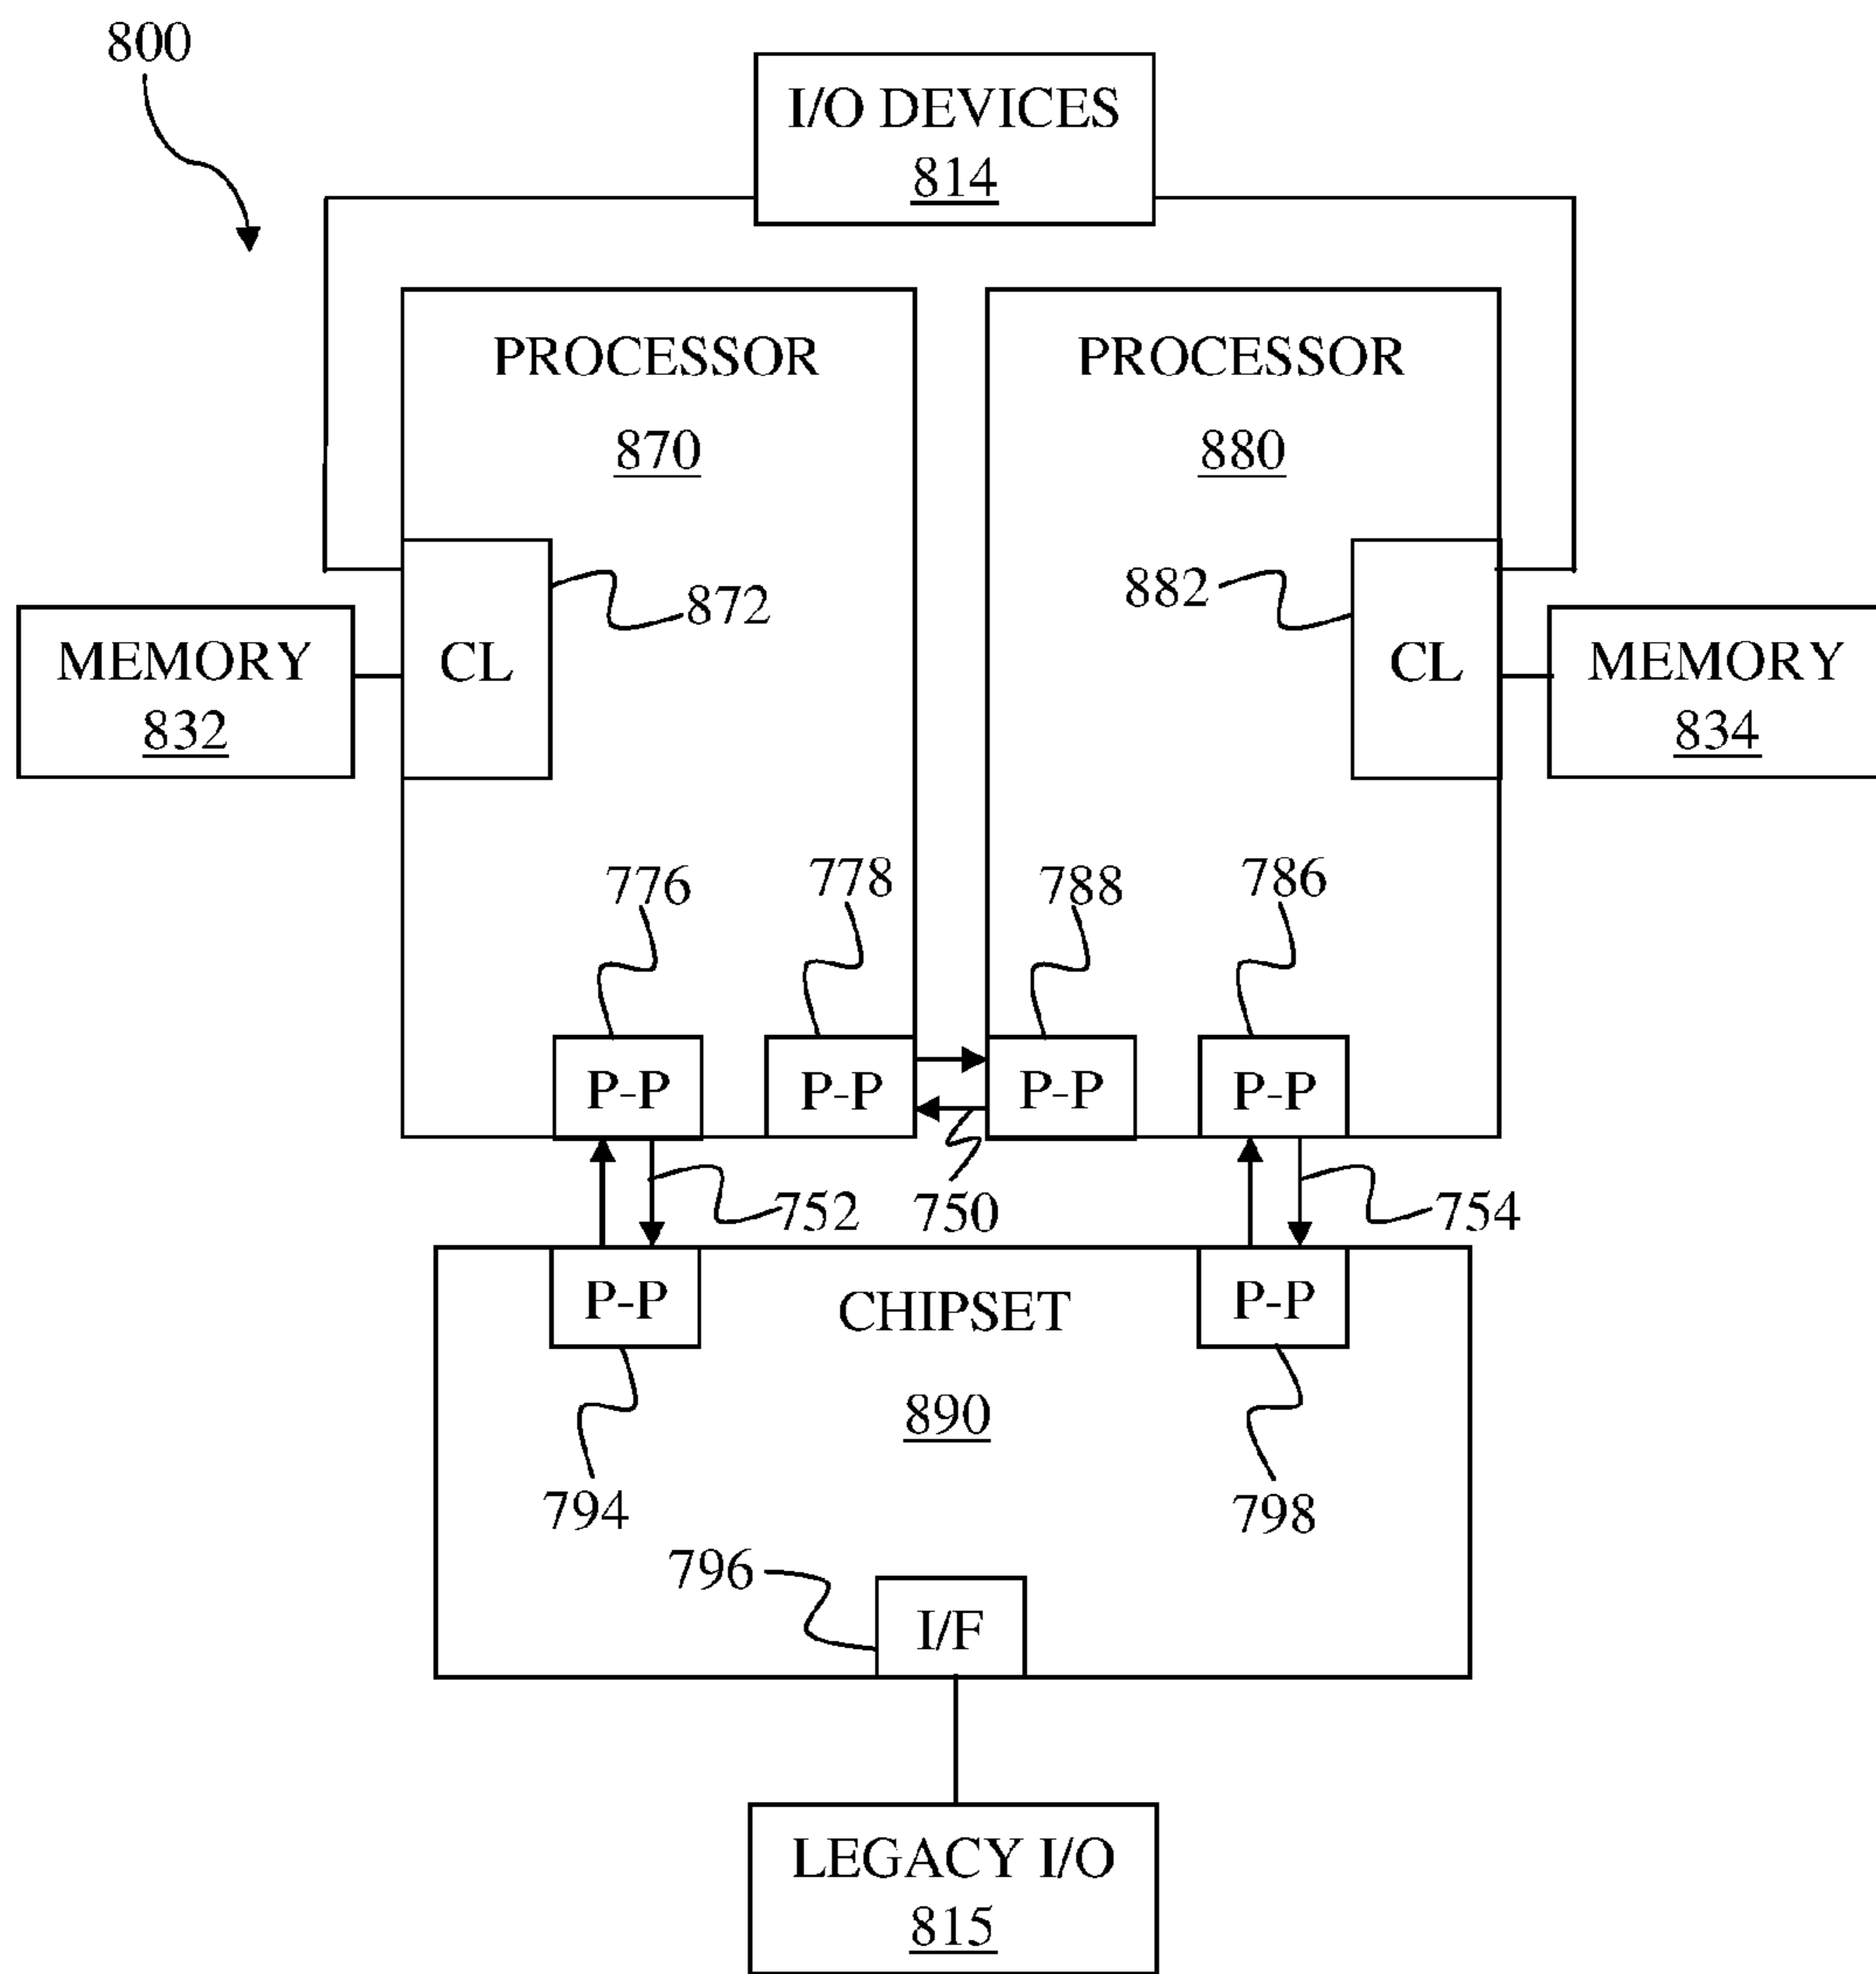 800
I/O DEVICES
814
PROCESSOR
870
PROCESSOR
880
872
882
CL
CL
MEMORY
832
MEMORY
834
776
778
788
786
P-P
P-P
P-P
P-P
752
750
754
P-P
CHIPSET
P-P
890
794
798
796
I/F
LEGACY I/O
815